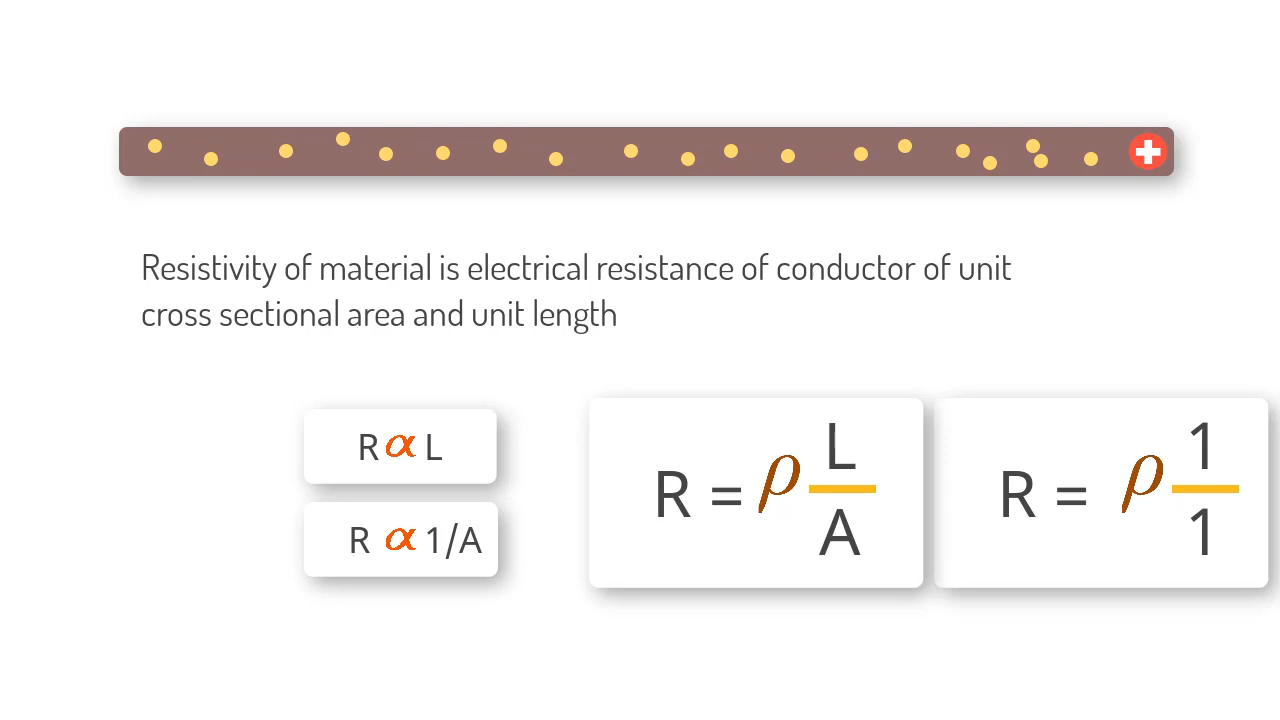 Resistivity of material is electrical resistance of conductor of unit
cross sectional area and unit length
R α L
R α 1/A
R = ρ L/A
R = ρ 1/1